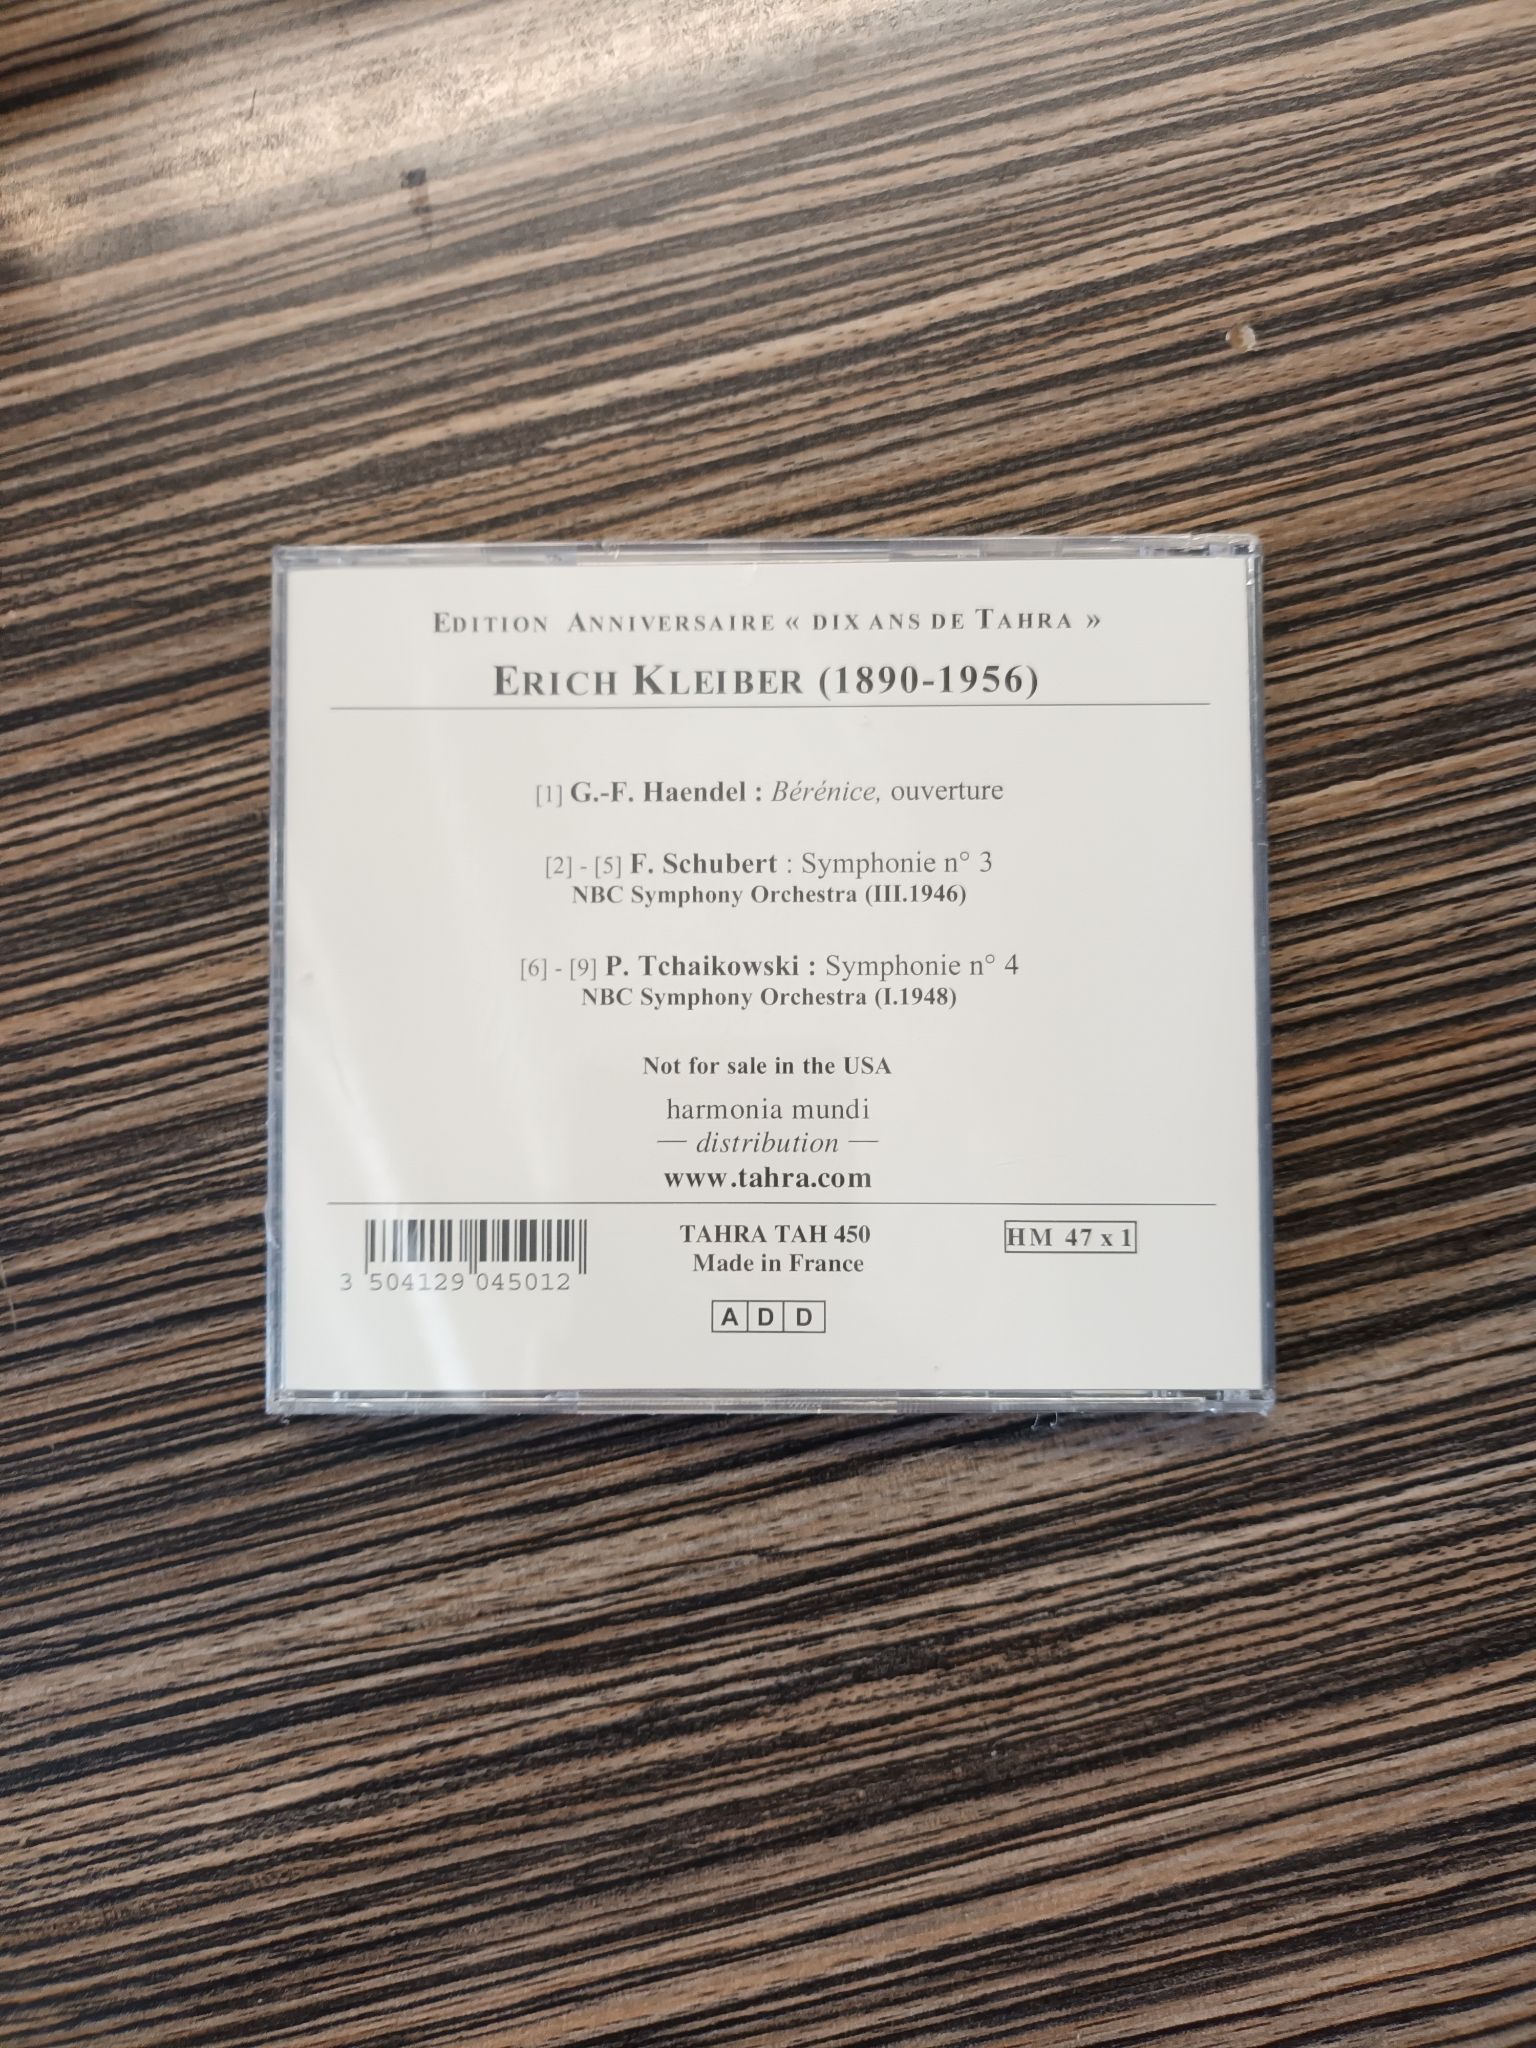 EDITION ANNIVERSAIRE « DIX ANS DE TAHRA »
ERICH KLEIBER (1890-1956)
[1] G.-F. Haendel : Bérénice, ouverture
[2] - [5] F. Schubert : Symphonie n° 3
NBC Symphony Orchestra (III.1946)
[6] - [9] P. Tchaikowski : Symphonie n° 4
NBC Symphony Orchestra (I.1948)
Not for sale in the USA
harmonia mundi
— distribution —
www.tahra.com
3 504129 045012
TAHRA TAH 450
Made in France
HM 47 x 1
A D D